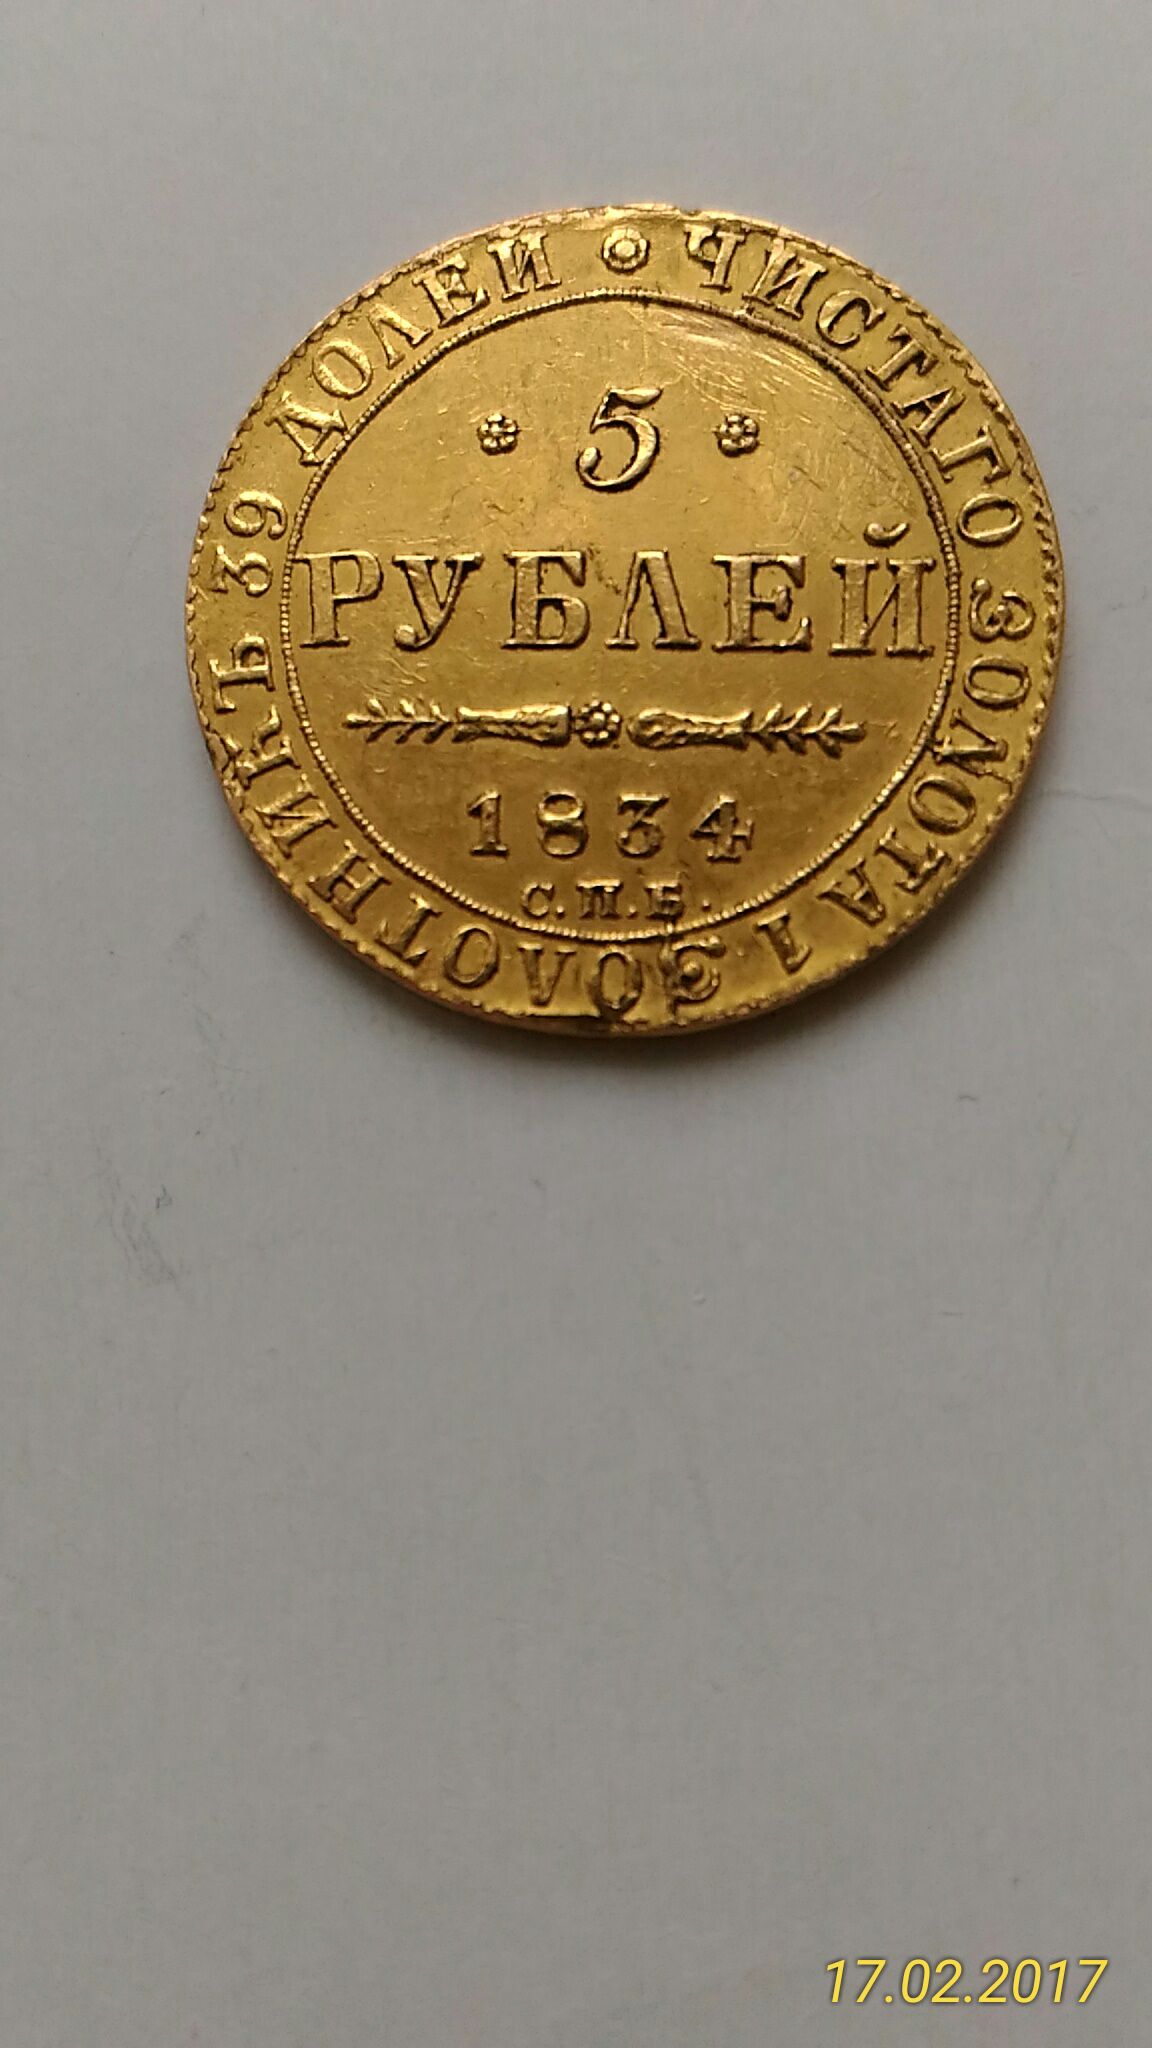 ЧИСТАГО ЗОЛОТА 1 ЗОЛОТНИКЪ 39 ДОЛЕЙ
5
РУБЛЕЙ
1834
С.П.Б.
17.02.2017